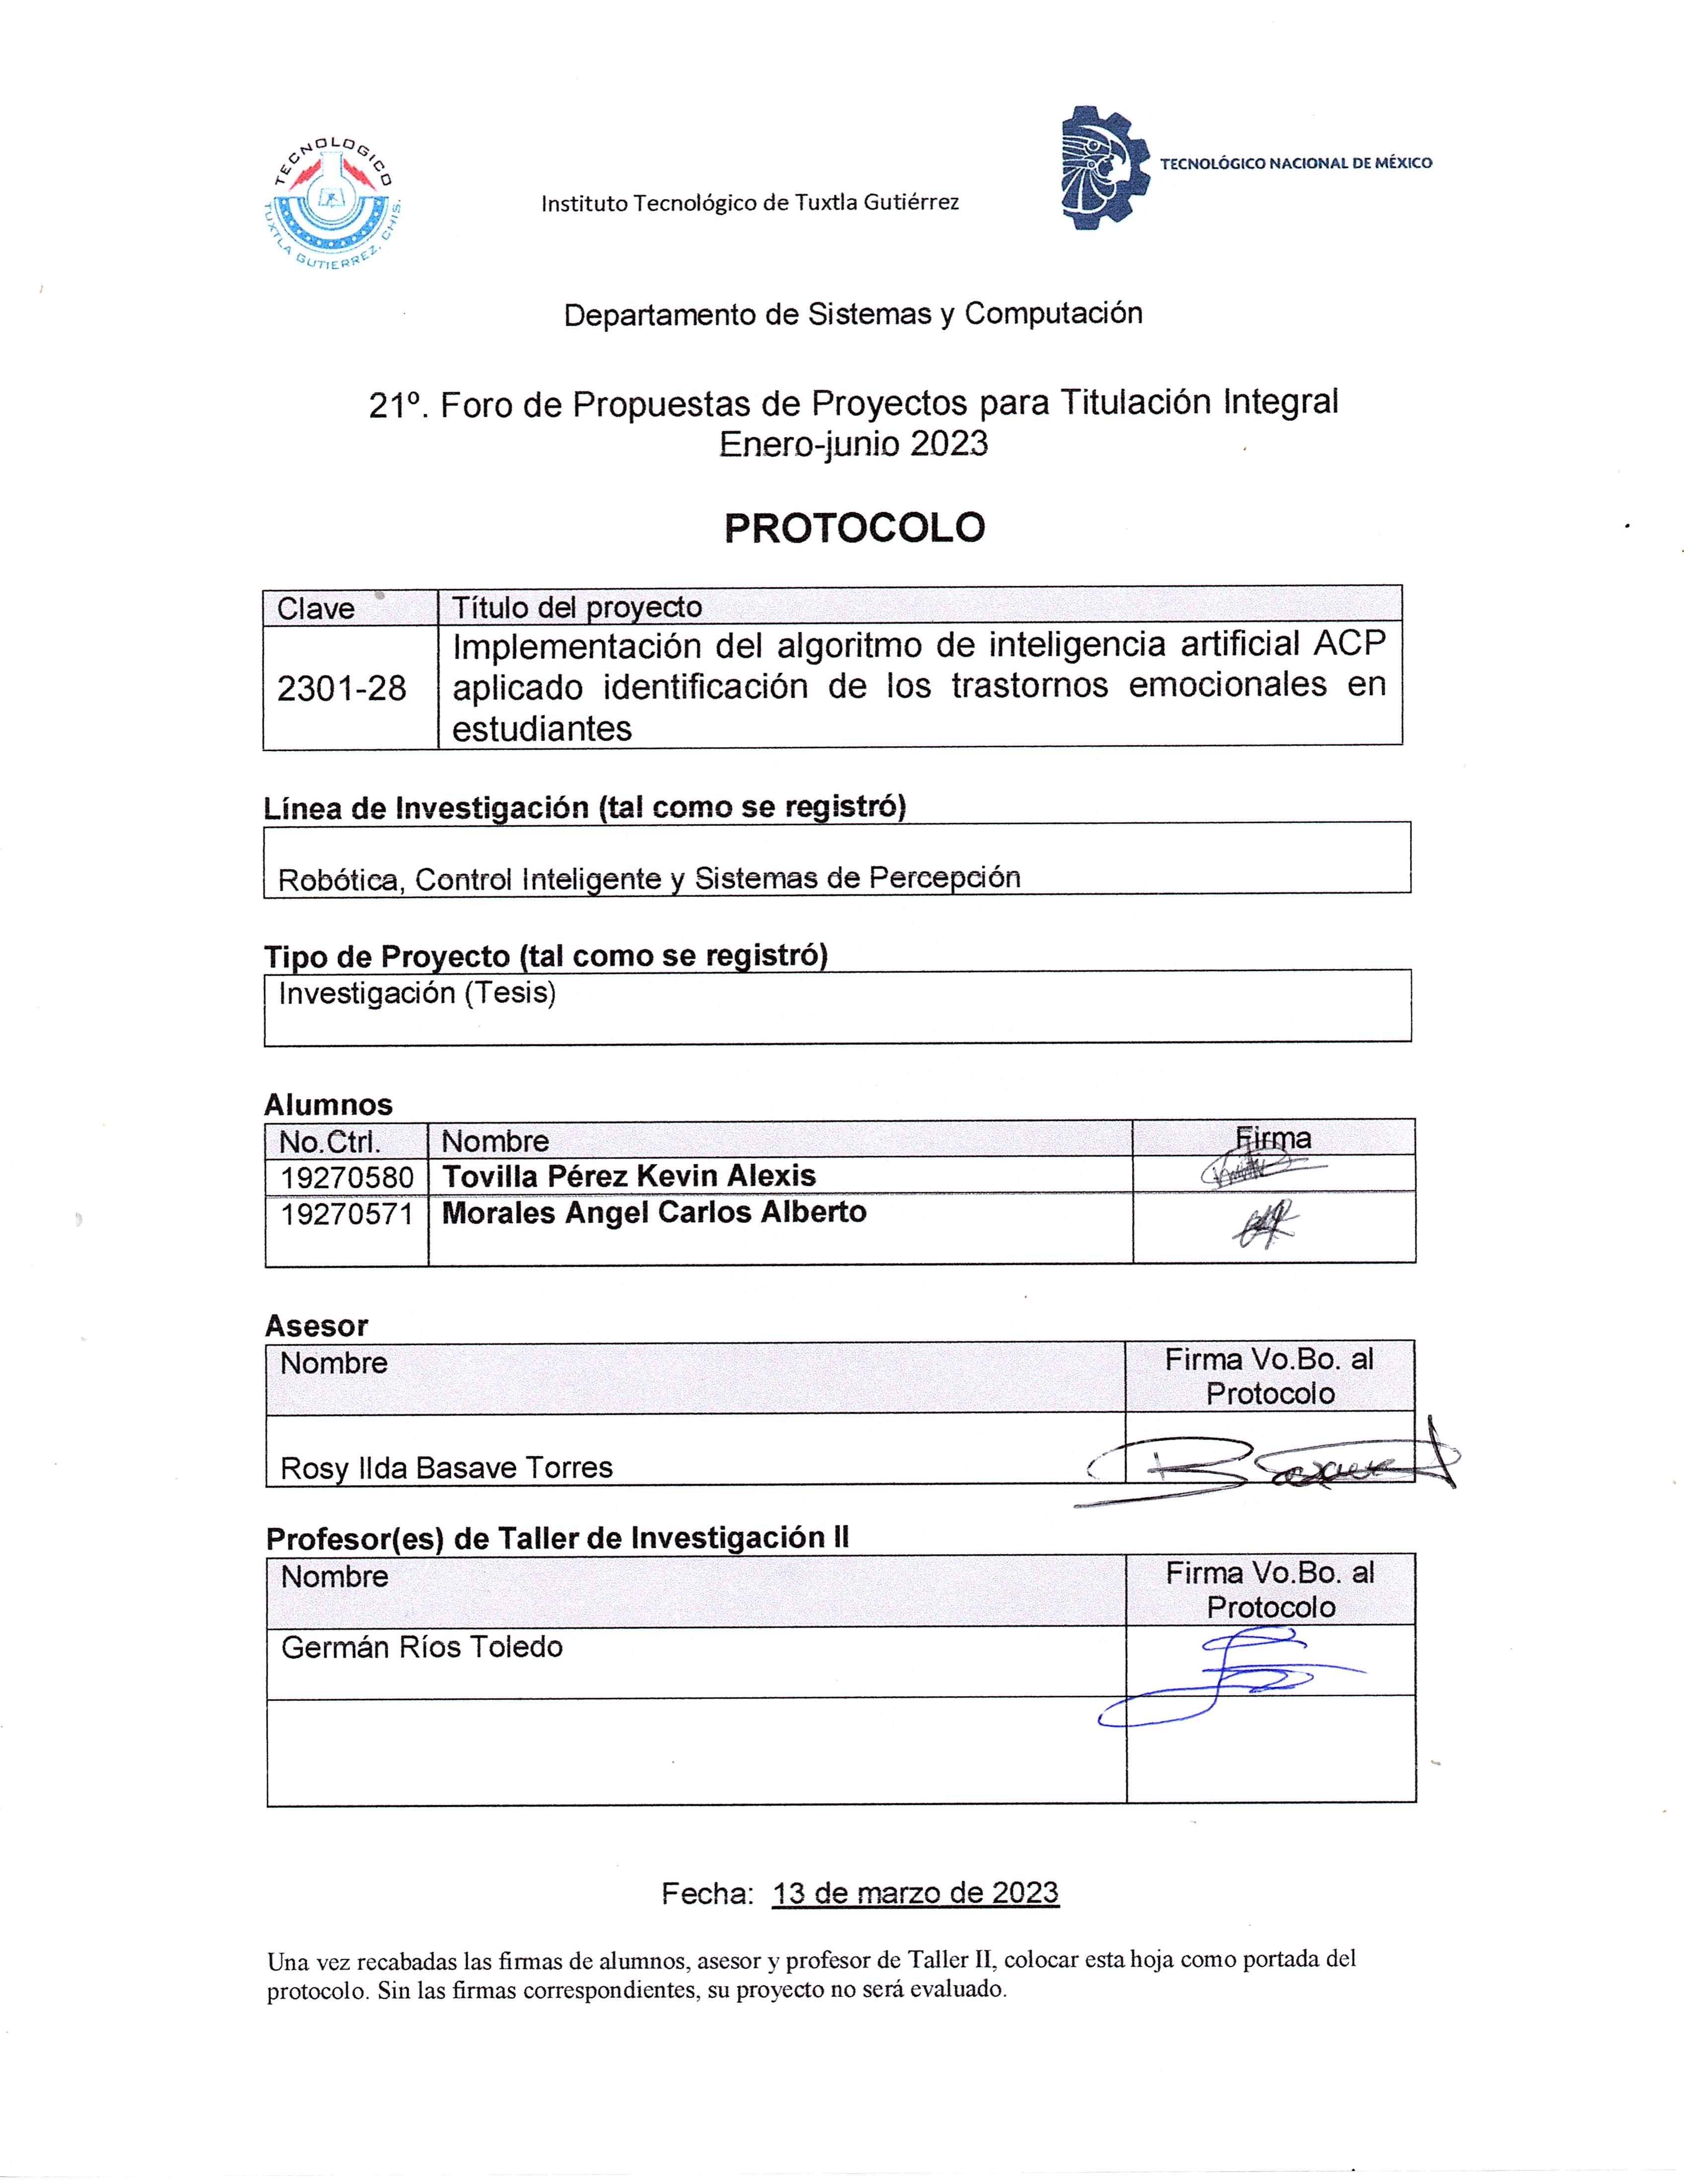 TECNOLOGICO
TUXTLA GUTIERREZ, CHIS.
Instituto Tecnológico de Tuxtla Gutiérrez
TECNOLÓGICO NACIONAL DE MÉXICO
Departamento de Sistemas y Computación
21º. Foro de Propuestas de Proyectos para Titulación Integral
Enero-junio 2023
PROTOCOLO
Clave Título del proyecto
2301-28 Implementación del algoritmo de inteligencia artificial ACP
aplicado identificación de los trastornos emocionales en
estudiantes
Línea de Investigación (tal como se registró)
Robótica, Control Inteligente y Sistemas de Percepción
Tipo de Proyecto (tal como se registró)
Investigación (Tesis)
Alumnos
No.Ctrl. Nombre Firma
19270580 Tovilla Pérez Kevin Alexis
19270571 Morales Angel Carlos Alberto
Asesor
Nombre Firma Vo.Bo. al
Protocolo
Rosy Ilda Basave Torres
Profesor(es) de Taller de Investigación II
Nombre Firma Vo.Bo. al
Protocolo
Germán Ríos Toledo
Fecha: 13 de marzo de 2023
Una vez recabadas las firmas de alumnos, asesor y profesor de Taller II, colocar esta hoja como portada del
protocolo. Sin las firmas correspondientes, su proyecto no será evaluado.